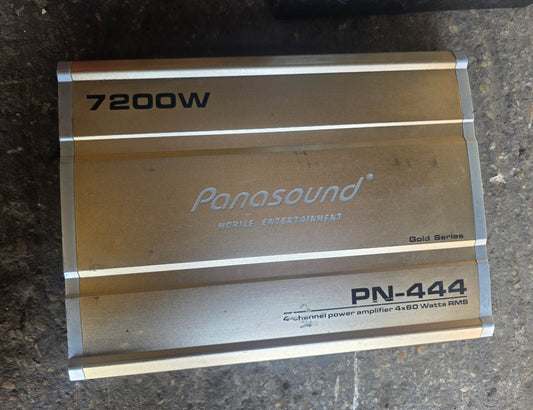 7200W
Panasound®
MOBILE ENTERTAINMENT
Gold Series
PN-444
4-channel power amplifier 4x60 Watts RMS